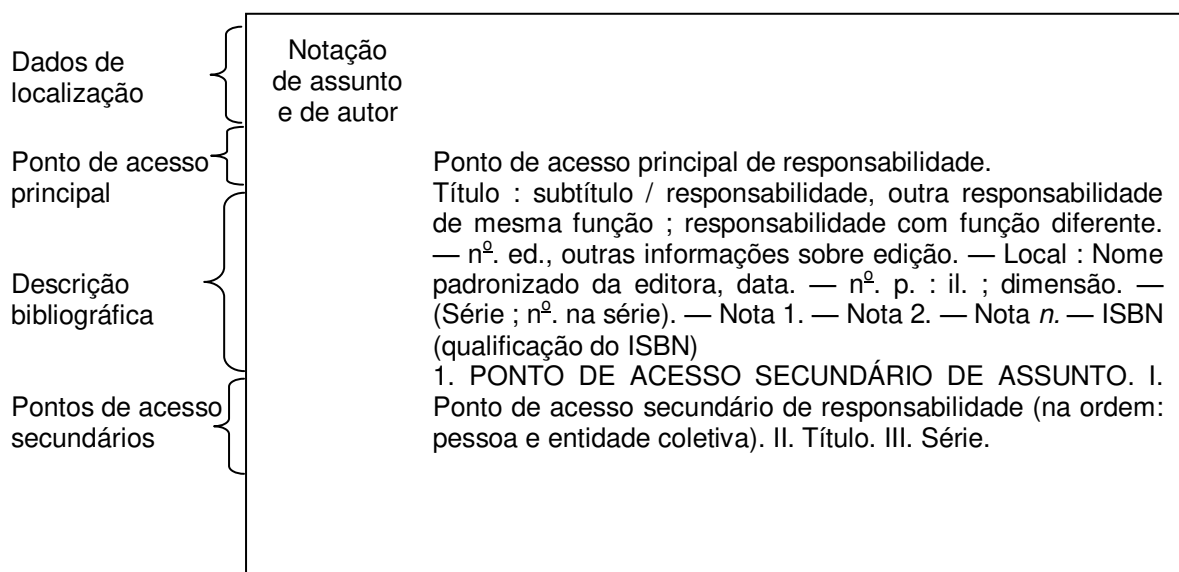 Dados de
localização
Notação
de assunto
e de autor
Ponto de acesso
principal
Ponto de acesso principal de responsabilidade.
Título : subtítulo / responsabilidade, outra responsabilidade
de mesma função ; responsabilidade com função diferente.
— nº. ed., outras informações sobre edição. — Local : Nome
padronizado da editora, data. — nº. p. : il. ; dimensão. —
(Série ; nº. na série). — Nota 1. — Nota 2. — Nota n. — ISBN
(qualificação do ISBN)
Descrição
bibliográfica
1. PONTO DE ACESSO SECUNDÁRIO DE ASSUNTO. I.
Ponto de acesso secundário de responsabilidade (na ordem:
pessoa e entidade coletiva). II. Título. III. Série.
Pontos de acesso
secundários